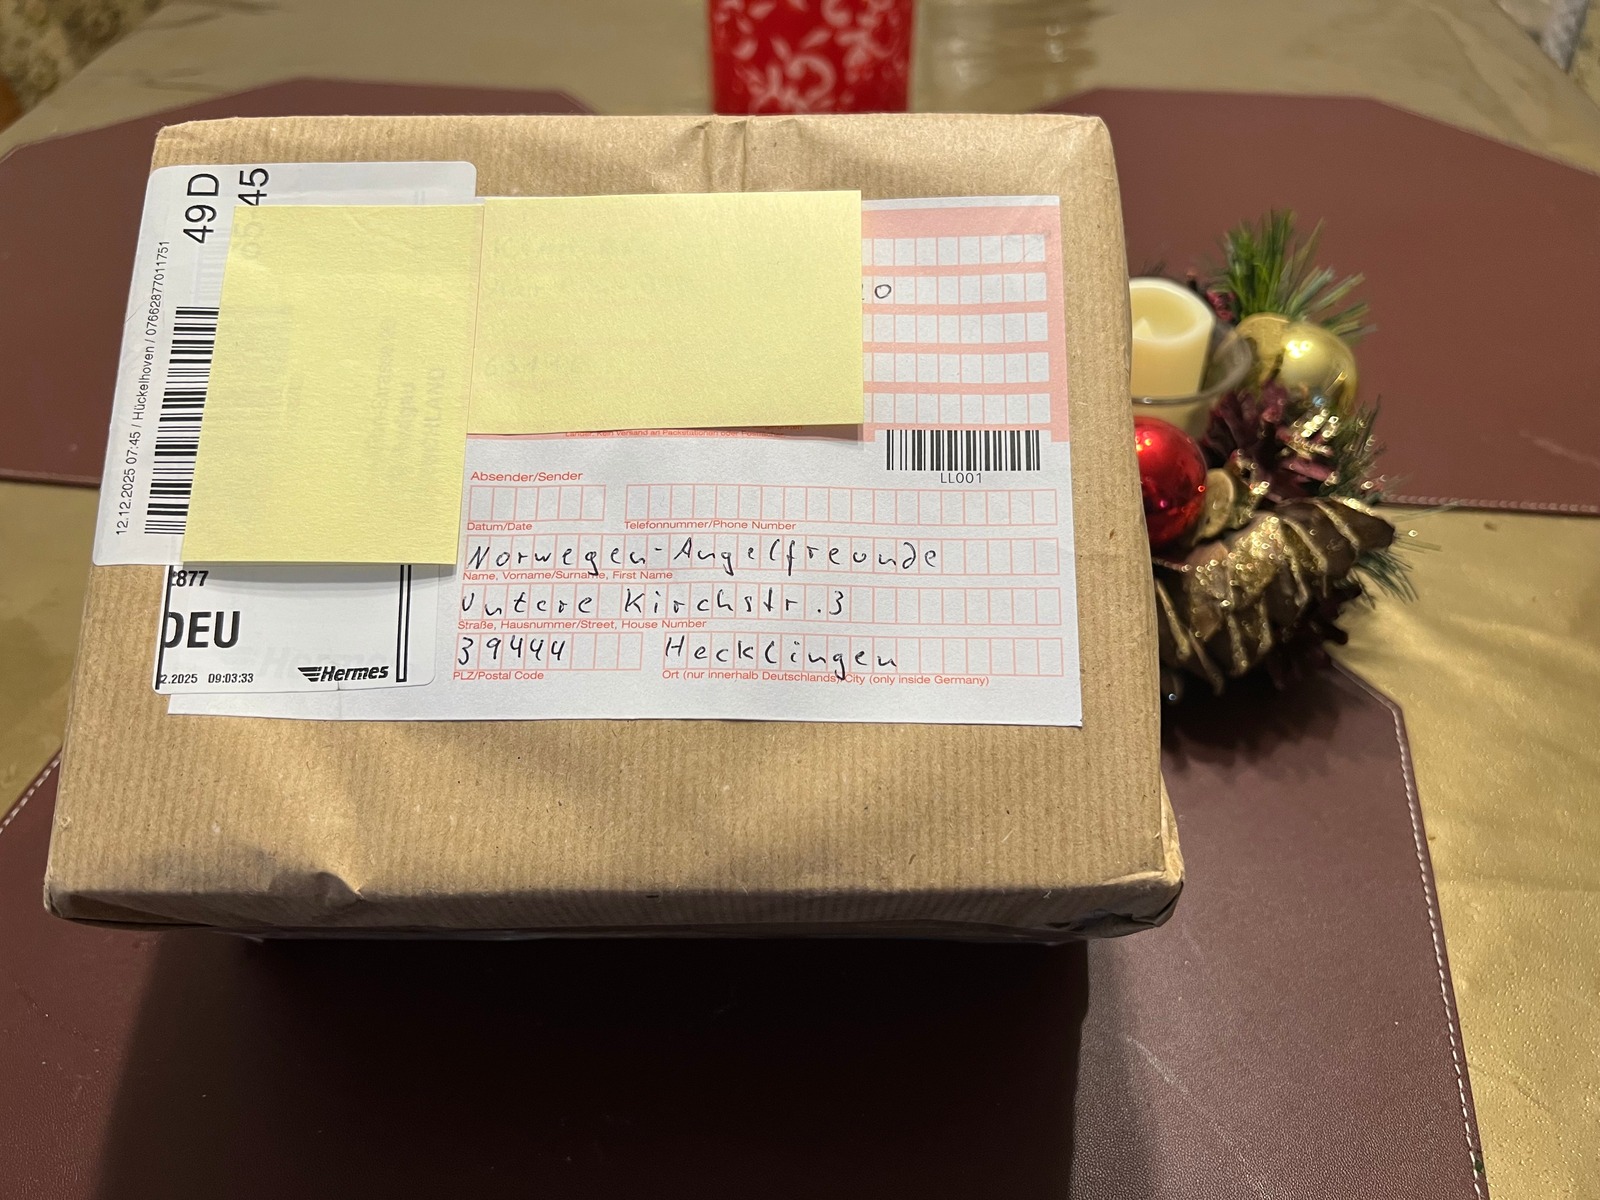 49 D
45
12.12.2025 07:45 / Hückelhoven / 07662877011751
877
DEU
2.2025 09:03:33
Hermes
o
LL001
Absender/Sender
Datum/Date
Telefonnummer/Phone Number
Norwegen-Angelfreunde
Name, Vorname/Surname, First Name
Untere Kirchstr.3
Straße, Hausnummer/Street, House Number
39444 Hecklingen
PLZ/Postal Code
Ort (nur innerhalb Deutschlands)/City (only inside Germany)